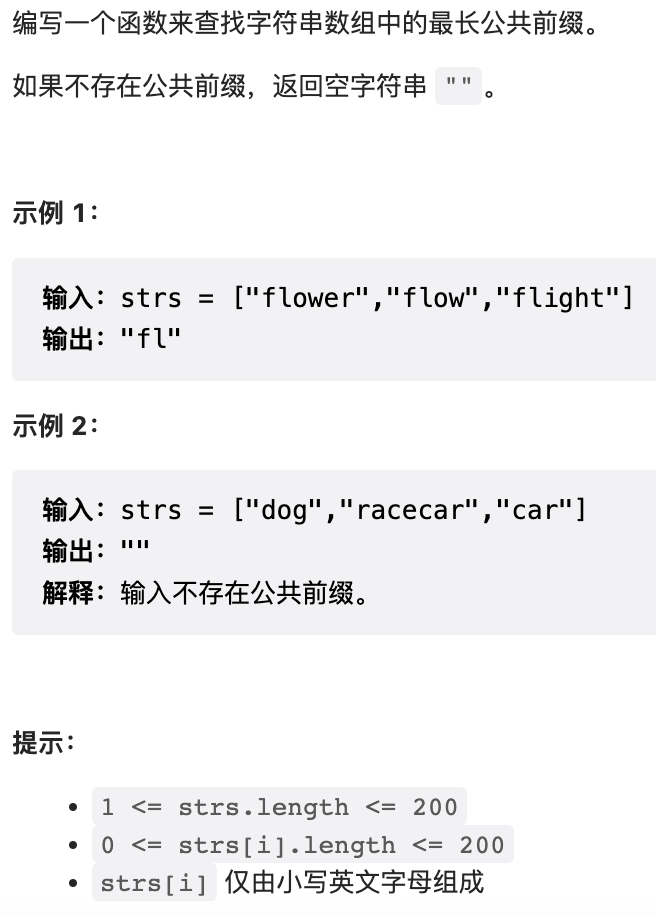 编写一个函数来查找字符串数组中的最长公共前缀。
如果不存在公共前缀，返回空字符串 ""。
示例 1：
输入：strs = ["flower","flow","flight"]
输出："fl"
示例 2：
输入：strs = ["dog","racecar","car"]
输出：""
解释：输入不存在公共前缀。
提示：
• 1 <= strs.length <= 200
• 0 <= strs[i].length <= 200
• strs[i] 仅由小写英文字母组成